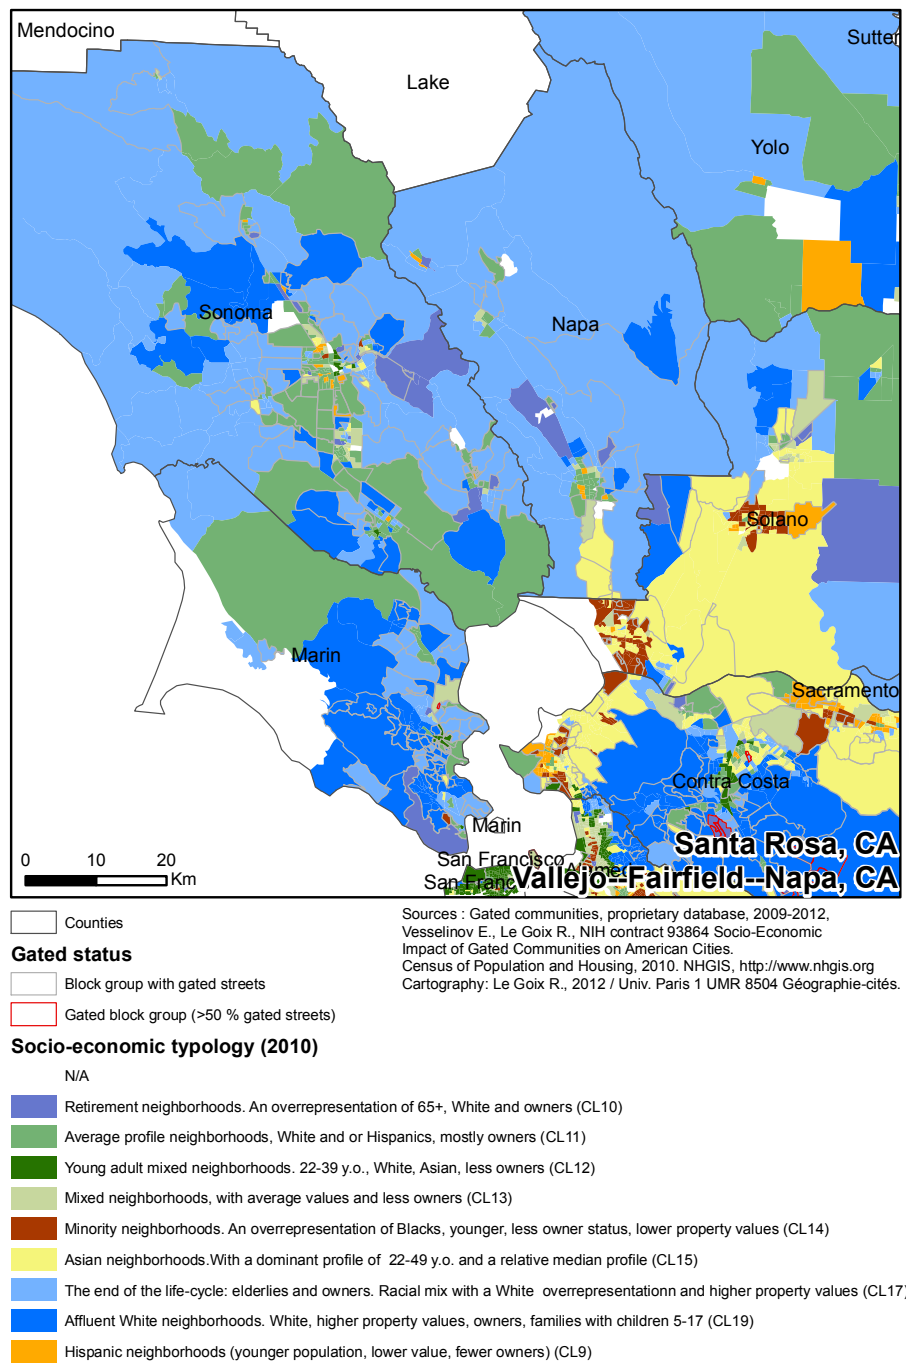 Mendocino
Sutter
Lake
Yolo
Sonoma
Napa
Solano
Marin
Sacramento
Contra Costa
Marin
Santa Rosa, CA
San Francisco
Vallejo--Fairfield--Napa, CA
0 10 20
Km
Counties
Sources : Gated communities, proprietary database, 2009-2012,
Vesselinov E., Le Goix R., NIH contract 93864 Socio-Economic
Impact of Gated Communities on American Cities.
Census of Population and Housing, 2010. NHGIS, http://www.nhgis.org
Cartography: Le Goix R., 2012 / Univ. Paris 1 UMR 8504 Géographie-cités.
Gated status
Block group with gated streets
Gated block group (>50 % gated streets)
Socio-economic typology (2010)
N/A
Retirement neighborhoods. An overrepresentation of 65+, White and owners (CL10)
Average profile neighborhoods, White and or Hispanics, mostly owners (CL11)
Young adult mixed neighborhoods. 22-39 y.o., White, Asian, less owners (CL12)
Mixed neighborhoods, with average values and less owners (CL13)
Minority neighborhoods. An overrepresentation of Blacks, younger, less owner status, lower property values (CL14)
Asian neighborhoods.With a dominant profile of 22-49 y.o. and a relative median profile (CL15)
The end of the life-cycle: elderlies and owners. Racial mix with a White overrepresentationn and higher property values (CL17)
Affluent White neighborhoods. White, higher property values, owners, families with children 5-17 (CL19)
Hispanic neighborhoods (younger population, lower value, fewer owners) (CL9)